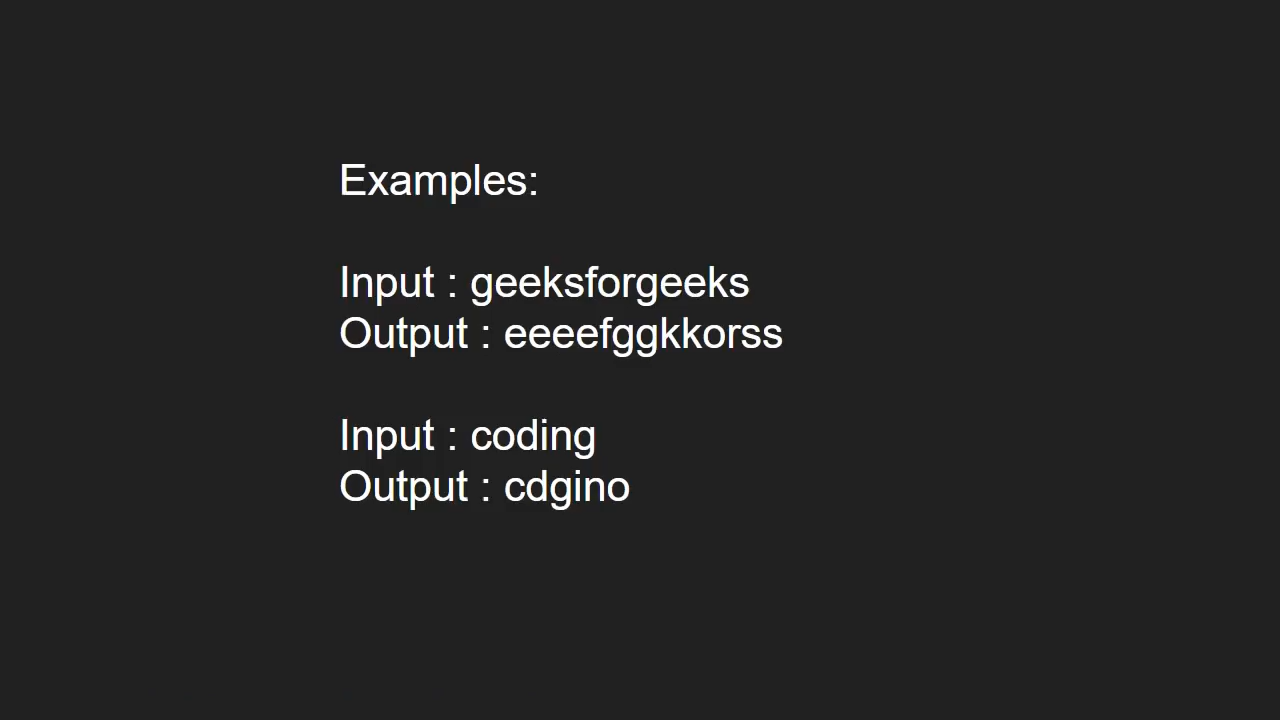 Examples:
Input : geeksforgeeks
Output : eeeefggkkorss
Input : coding
Output : cdgino